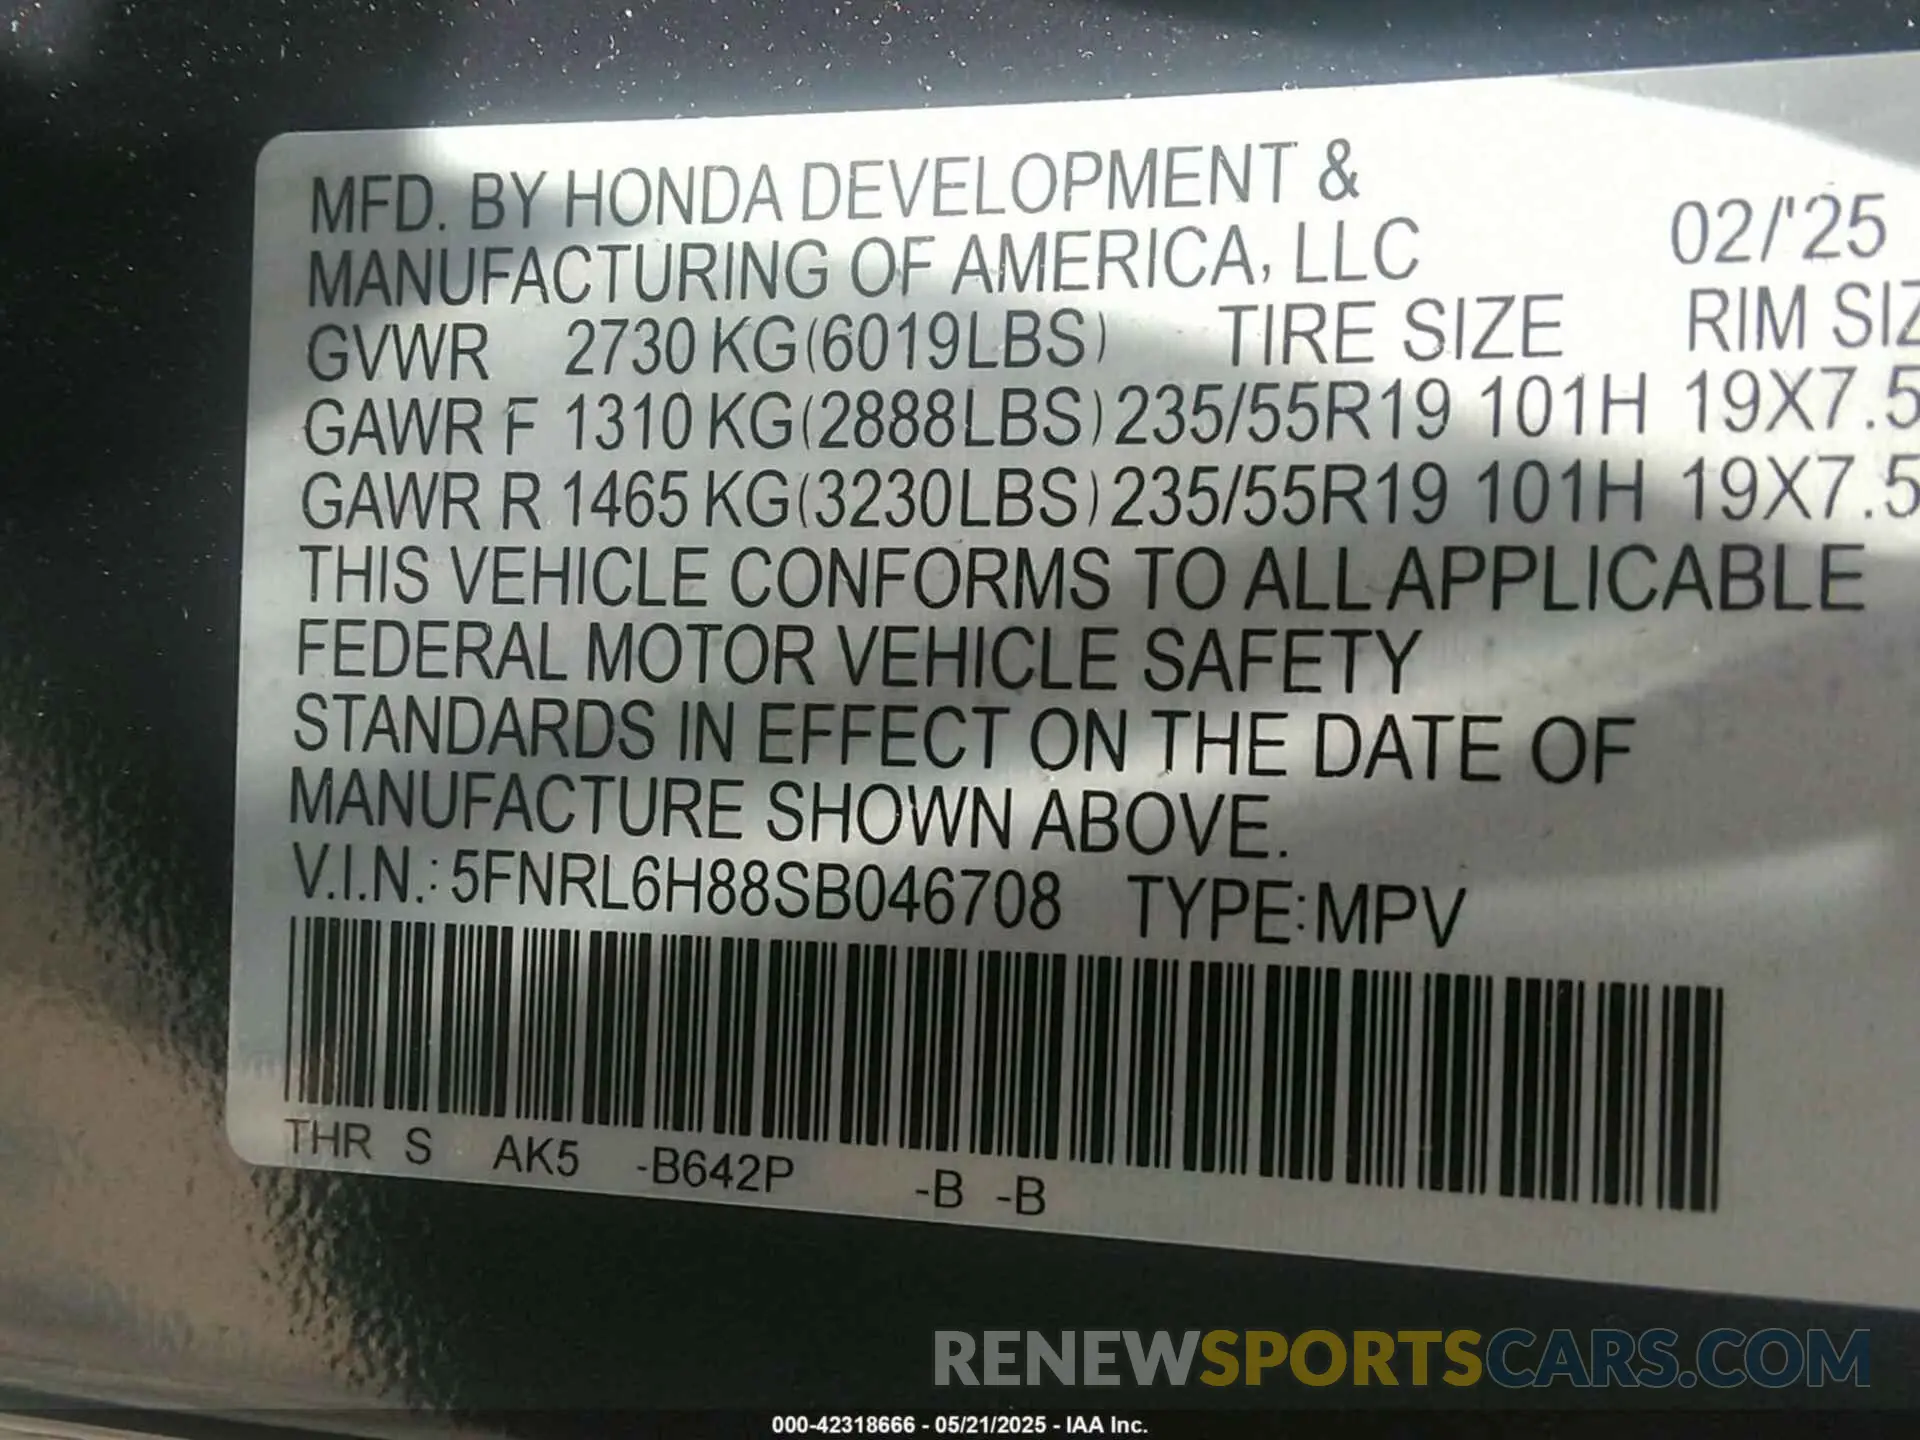 MFD. BY HONDA DEVELOPMENT &
MANUFACTURING OF AMERICA, LLC 02/'25
GVWR 2730 KG(6019LBS) TIRE SIZE RIM SIZ
GAWR F 1310 KG(2888LBS) 235/55R19 101H 19X7.5
GAWR R 1465 KG(3230LBS) 235/55R19 101H 19X7.5
THIS VEHICLE CONFORMS TO ALL APPLICABLE
FEDERAL MOTOR VEHICLE SAFETY
STANDARDS IN EFFECT ON THE DATE OF
MANUFACTURE SHOWN ABOVE.
V.I.N.: 5FNRL6H88SB046708 TYPE:MPV
THR S AK5 -B642P -B -B
RENEWSPORTSCARS.COM
000-42318666 - 05/21/2025 - IAA Inc.